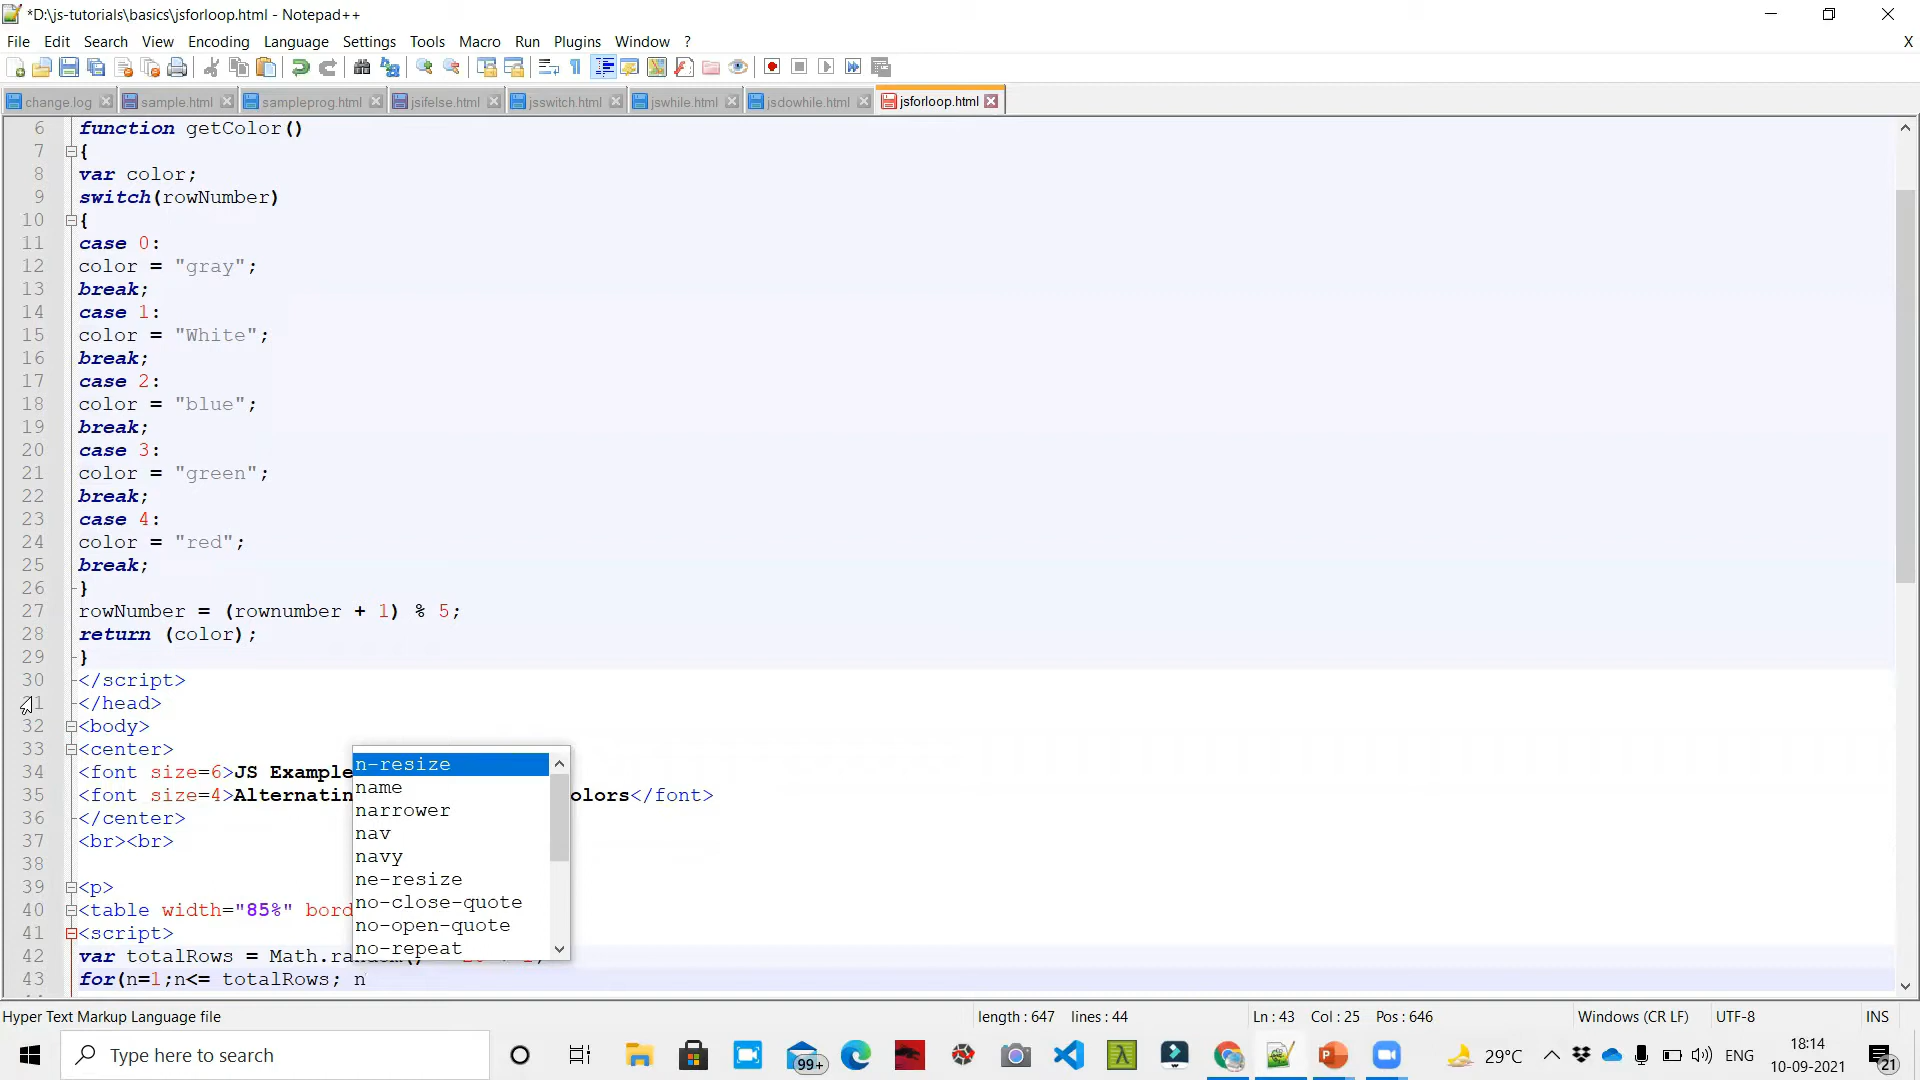 *D:\js-tutorials\basics\jsforloop.html - Notepad++
File Edit Search View Encoding Language Settings Tools Macro Run Plugins Window ? X
change.log sample.html sampleprog.html jsifelse.html jsswitch.html jswhile.html jsdowhile.html jsforloop.html
6 function getColor()
7 {
8 var color;
9 switch(rowNumber)
10 {
11 case 0:
12 color = "gray";
13 break;
14 case 1:
15 color = "White";
16 break;
17 case 2:
18 color = "blue";
19 break;
20 case 3:
21 color = "green";
22 break;
23 case 4:
24 color = "red";
25 break;
26 }
27 rowNumber = (rownumber + 1) % 5;
28 return (color);
29 }
30 </script>
31 </head>
32 <body>
33 <center>
34 <font size=6>JS Example
35 <font size=4>Alternatin olors</font>
36 </center>
37 <br><br>
38
39 <p>
40 <table width="85%" bord
41 <script>
42 var totalRows = Math.random()
43 for(n=1;n<= totalRows; n
n-resize
name
narrower
nav
navy
ne-resize
no-close-quote
no-open-quote
no-repeat
Hyper Text Markup Language file length : 647 lines : 44 Ln : 43 Col : 25 Pos : 646 Windows (CR LF) UTF-8 INS
Type here to search 99+ 29°C ENG 18:14
10-09-2021 21